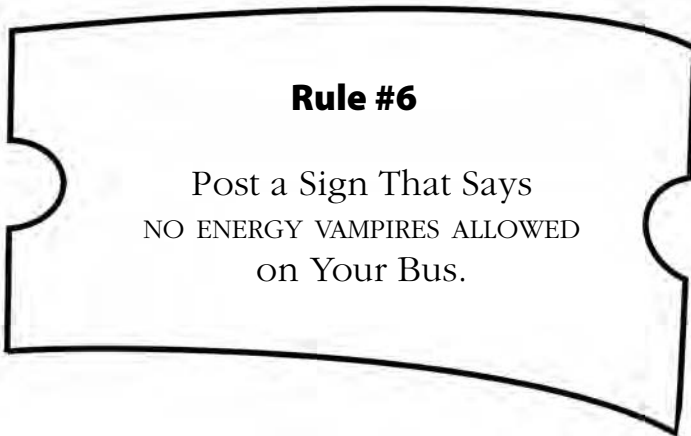 Rule #6
Post a Sign That Says
NO ENERGY VAMPIRES ALLOWED
on Your Bus.